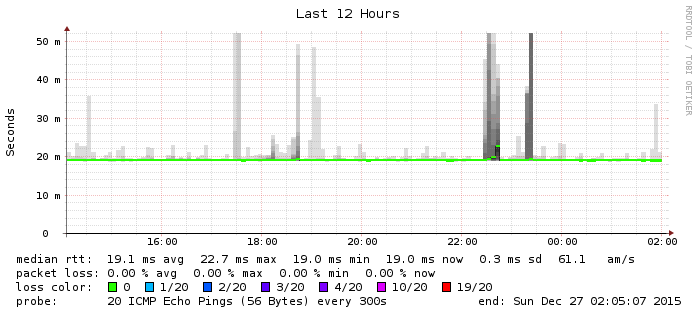 Last 12 Hours
RRDTOOL / TOBI OETIKER
Seconds
50 m
40 m
30 m
20 m
10 m
0
16:00 18:00 20:00 22:00 00:00 02:00
median rtt: 19.1 ms avg 22.7 ms max 19.0 ms min 19.0 ms now 0.3 ms sd 61.1 am/s
packet loss: 0.00 % avg 0.00 % max 0.00 % min 0.00 % now
loss color: 0 1/20 2/20 3/20 4/20 10/20 19/20
probe: 20 ICMP Echo Pings (56 Bytes) every 300s end: Sun Dec 27 02:05:07 2015